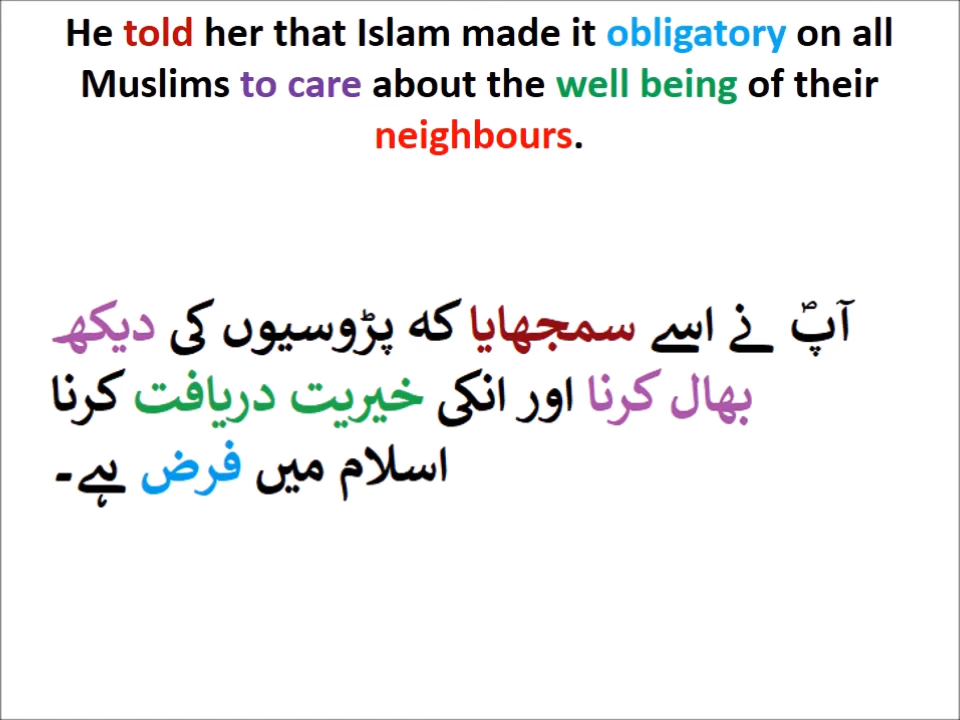 He told her that Islam made it obligatory on all
Muslims to care about the well being of their
neighbours.
آپؐ نے اسے سمجھایا کہ پڑوسیوں کی دیکھ
بھال کرنا اور انکی خیریت دریافت کرنا
اسلام میں فرض ہے۔